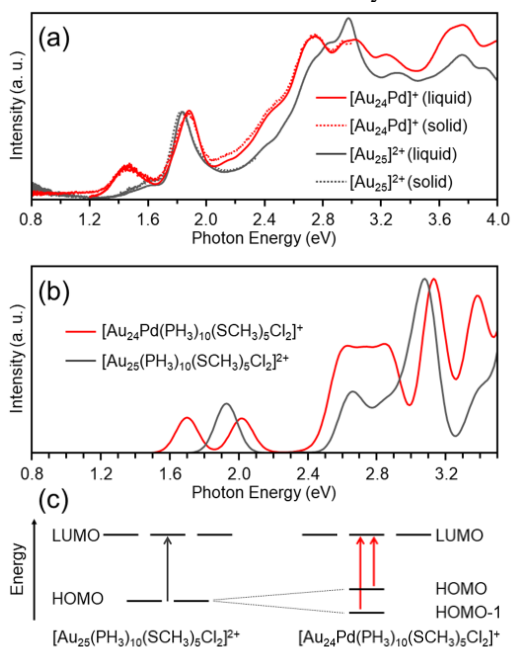 (a)
[Au24Pd]+ (liquid)
[Au24Pd]+ (solid)
[Au25]2+ (liquid)
[Au25]2+ (solid)
Intensity (a. u.)
0.8 1.2 1.6 2.0 2.4 2.8 3.2 3.6 4.0
Photon Energy (eV)
(b)
[Au24Pd(PH3)10(SCH3)5Cl2]+
[Au25(PH3)10(SCH3)5Cl2]2+
Intensity (a. u.)
0.8 1.2 1.6 2.0 2.4 2.8 3.2
Photon Energy (eV)
(c)
Energy
LUMO LUMO
HOMO HOMO
HOMO-1
[Au25(PH3)10(SCH3)5Cl2]2+ [Au24Pd(PH3)10(SCH3)5Cl2]+